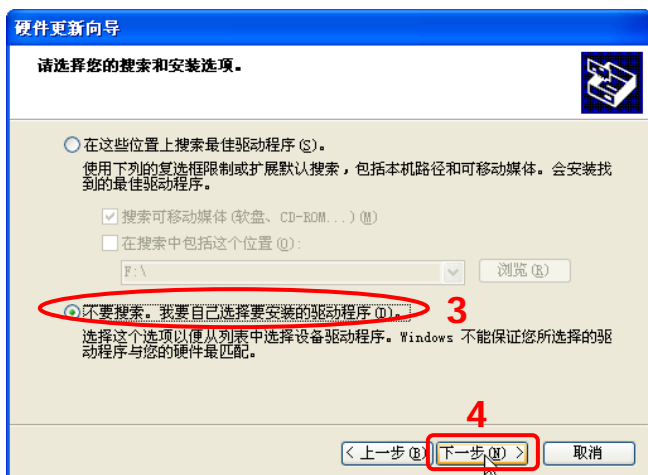 硬件更新向导
请选择您的搜索和安装选项。
在这些位置上搜索最佳驱动程序(S)。
使用下列的复选框限制或扩展默认搜索，包括本机路径和可移动媒体。会安装找
到的最佳驱动程序。
搜索可移动媒体(软盘、CD-ROM...)(M)
在搜索中包括这个位置(O):
F:\
浏览(R)
不要搜索。我要自己选择要安装的驱动程序(D)。
3
选择这个选项以便从列表中选择设备驱动程序。Windows 不能保证您所选择的驱
动程序与您的硬件最匹配。
4
< 上一步(B) 下一步(N) > 取消